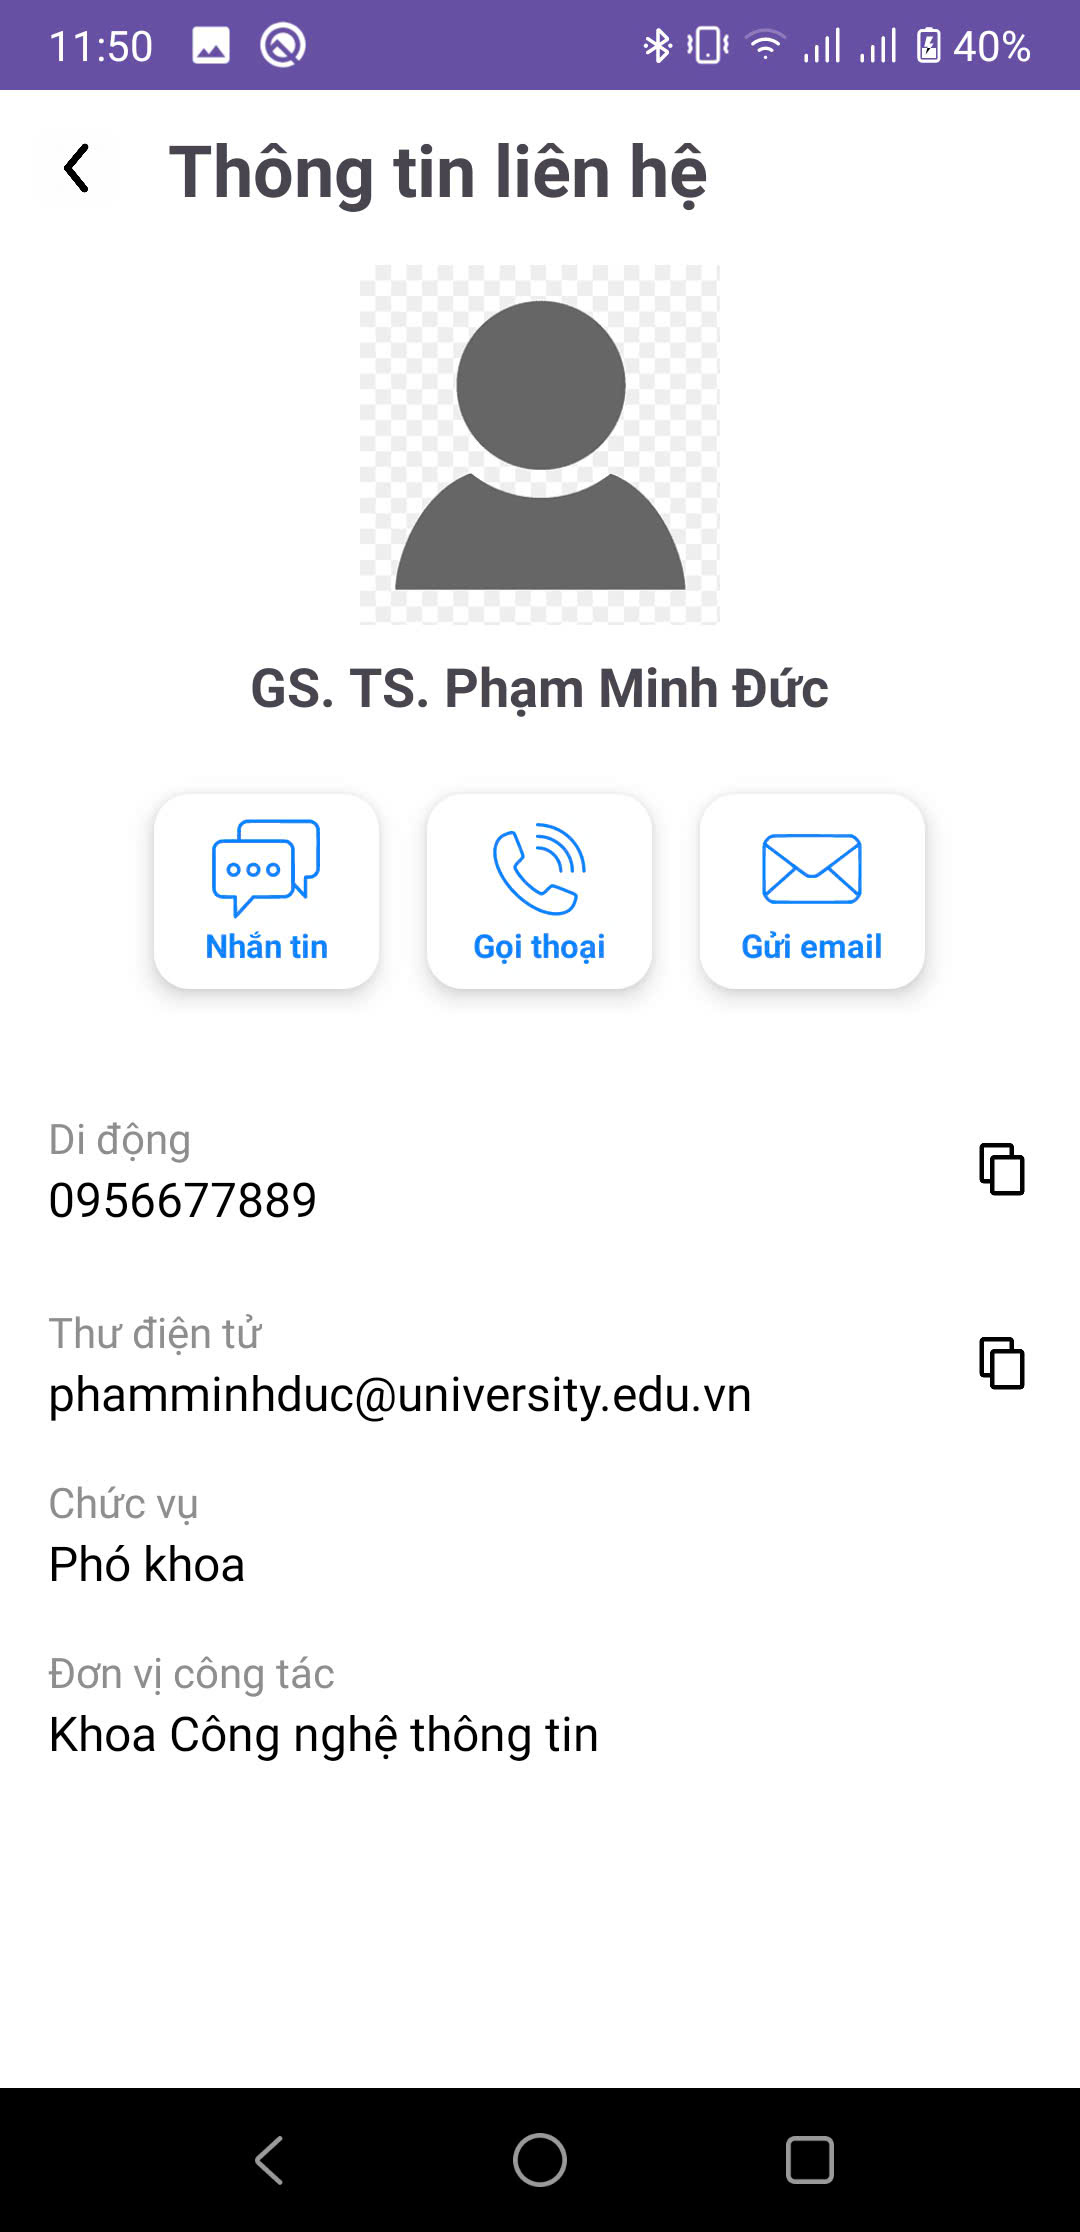 11:50
40%
Thông tin liên hệ
GS. TS. Phạm Minh Đức
Nhắn tin
Gọi thoại
Gửi email
Di động
0956677889
Thư điện tử
phamminhduc@university.edu.vn
Chức vụ
Phó khoa
Đơn vị công tác
Khoa Công nghệ thông tin